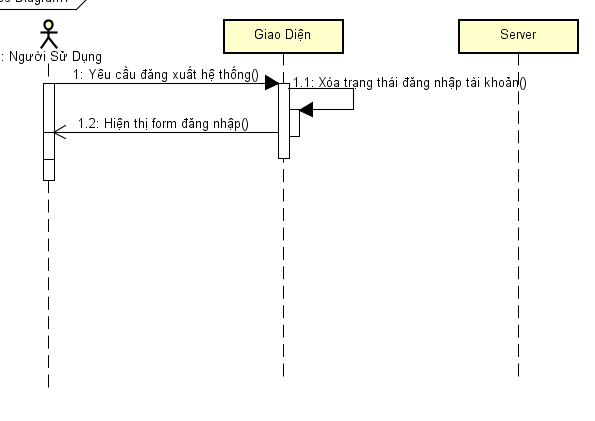 Diagram1
Giao Diện
Server
: Người Sử Dụng
1: Yêu cầu đăng xuất hệ thống()
1.1: Xóa trạng thái đăng nhập tài khoản()
1.2: Hiện thị form đăng nhập()